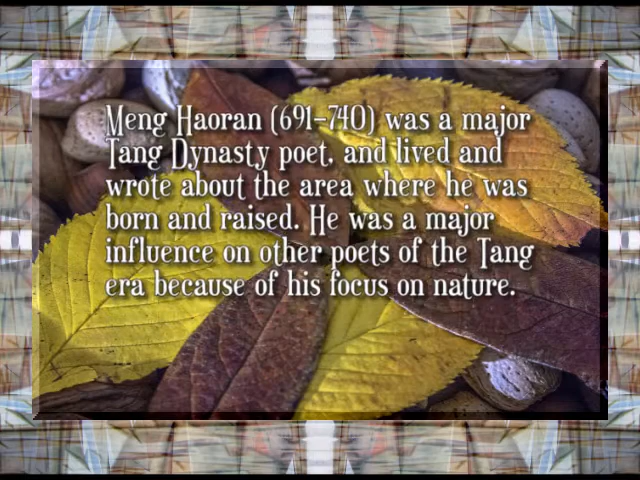 Meng Haoran (691-740) was a major
Tang Dynasty poet, and lived and
wrote about the area where he was
born and raised. He was a major
influence on other poets of the Tang
era because of his focus on nature.